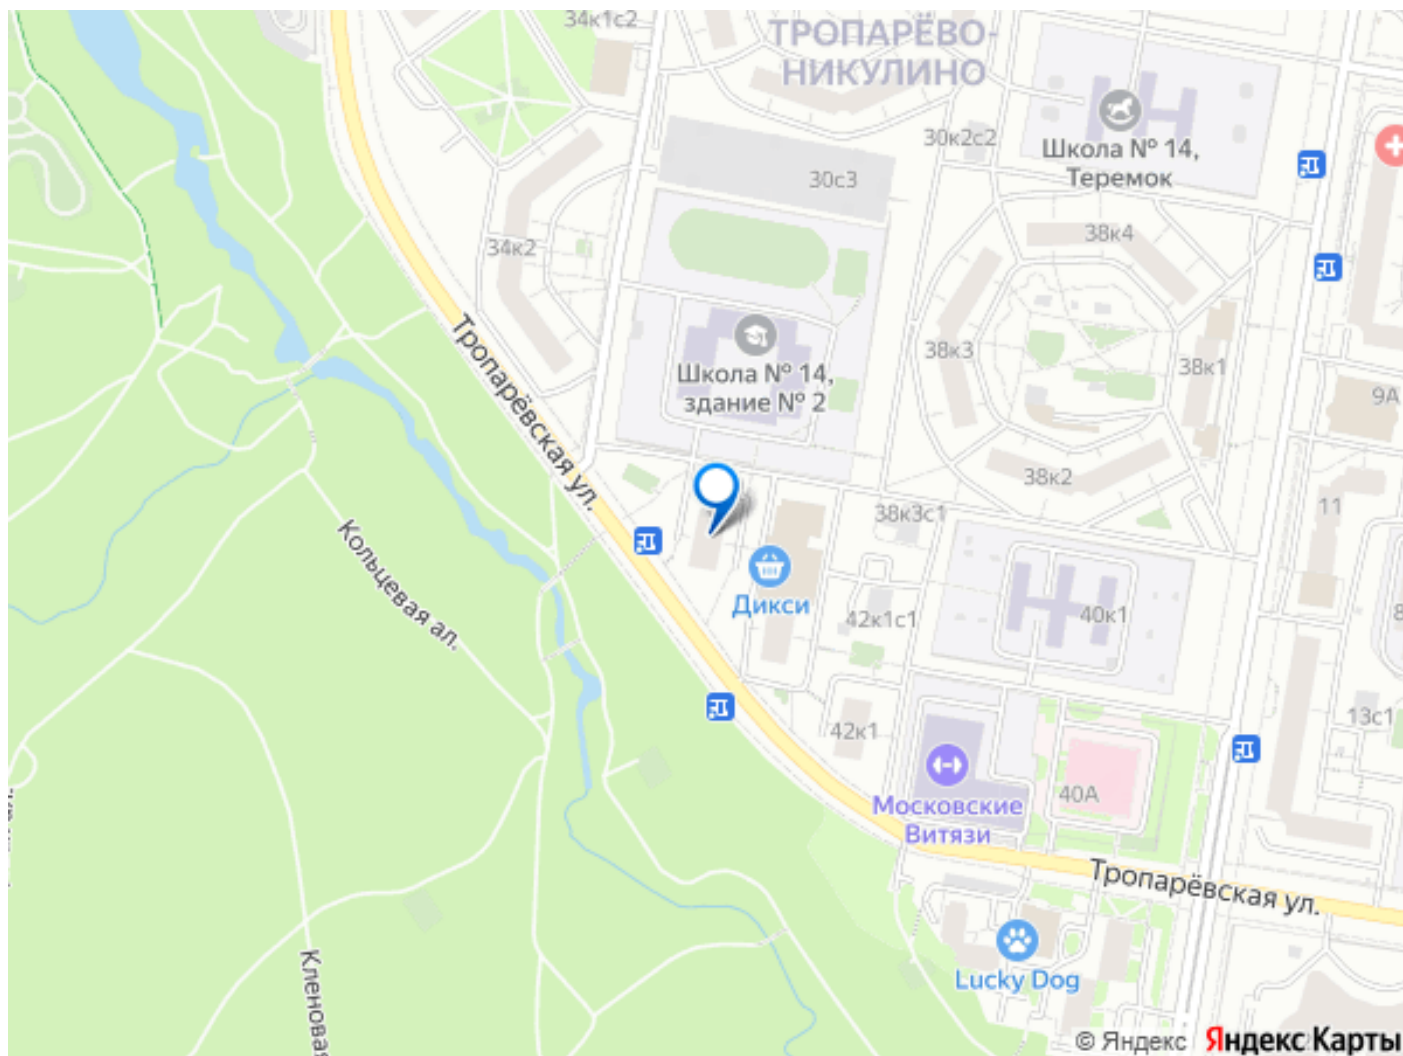 34к1с2
ТРОПАРЁВО-
НИКУЛИНО
30к2с2
Школа № 14,
Теремок
30с3
34к2
38к4
Тропарёвская ул.
Школа № 14,
здание № 2
38к3
38к1
9А
38к2
11
38к3с1
Кольцевая ал.
Дикси
42к1с1
40к1
8
42к1
13с1
40А
Московские
Витязи
Тропарёвская ул.
Кленовая
Lucky Dog
© Яндекс Яндекс Карты